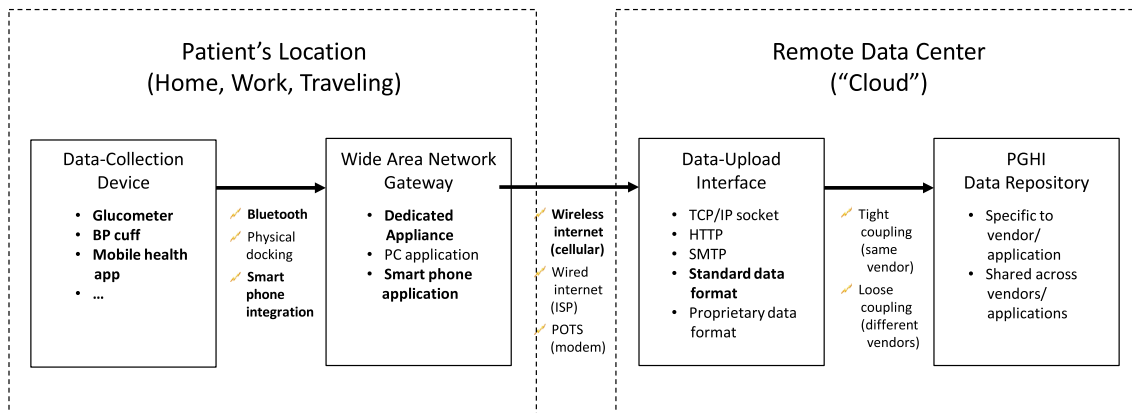 Patient's Location
(Home, Work, Traveling)
Data-Collection
Device
• Glucometer
• BP cuff
• Mobile health
app
• ...
Bluetooth
Physical
docking
Smart
phone
integration
Wide Area Network
Gateway
• Dedicated
Appliance
• PC application
• Smart phone
application
Wireless
internet
(cellular)
Wired
internet
(ISP)
POTS
(modem)
Remote Data Center
("Cloud")
Data-Upload
Interface
• TCP/IP socket
• HTTP
• SMTP
• Standard data
format
• Proprietary data
format
Tight
coupling
(same
vendor)
Loose
coupling
(different
vendors)
PGHI
Data Repository
• Specific to
vendor/
application
• Shared across
vendors/
applications